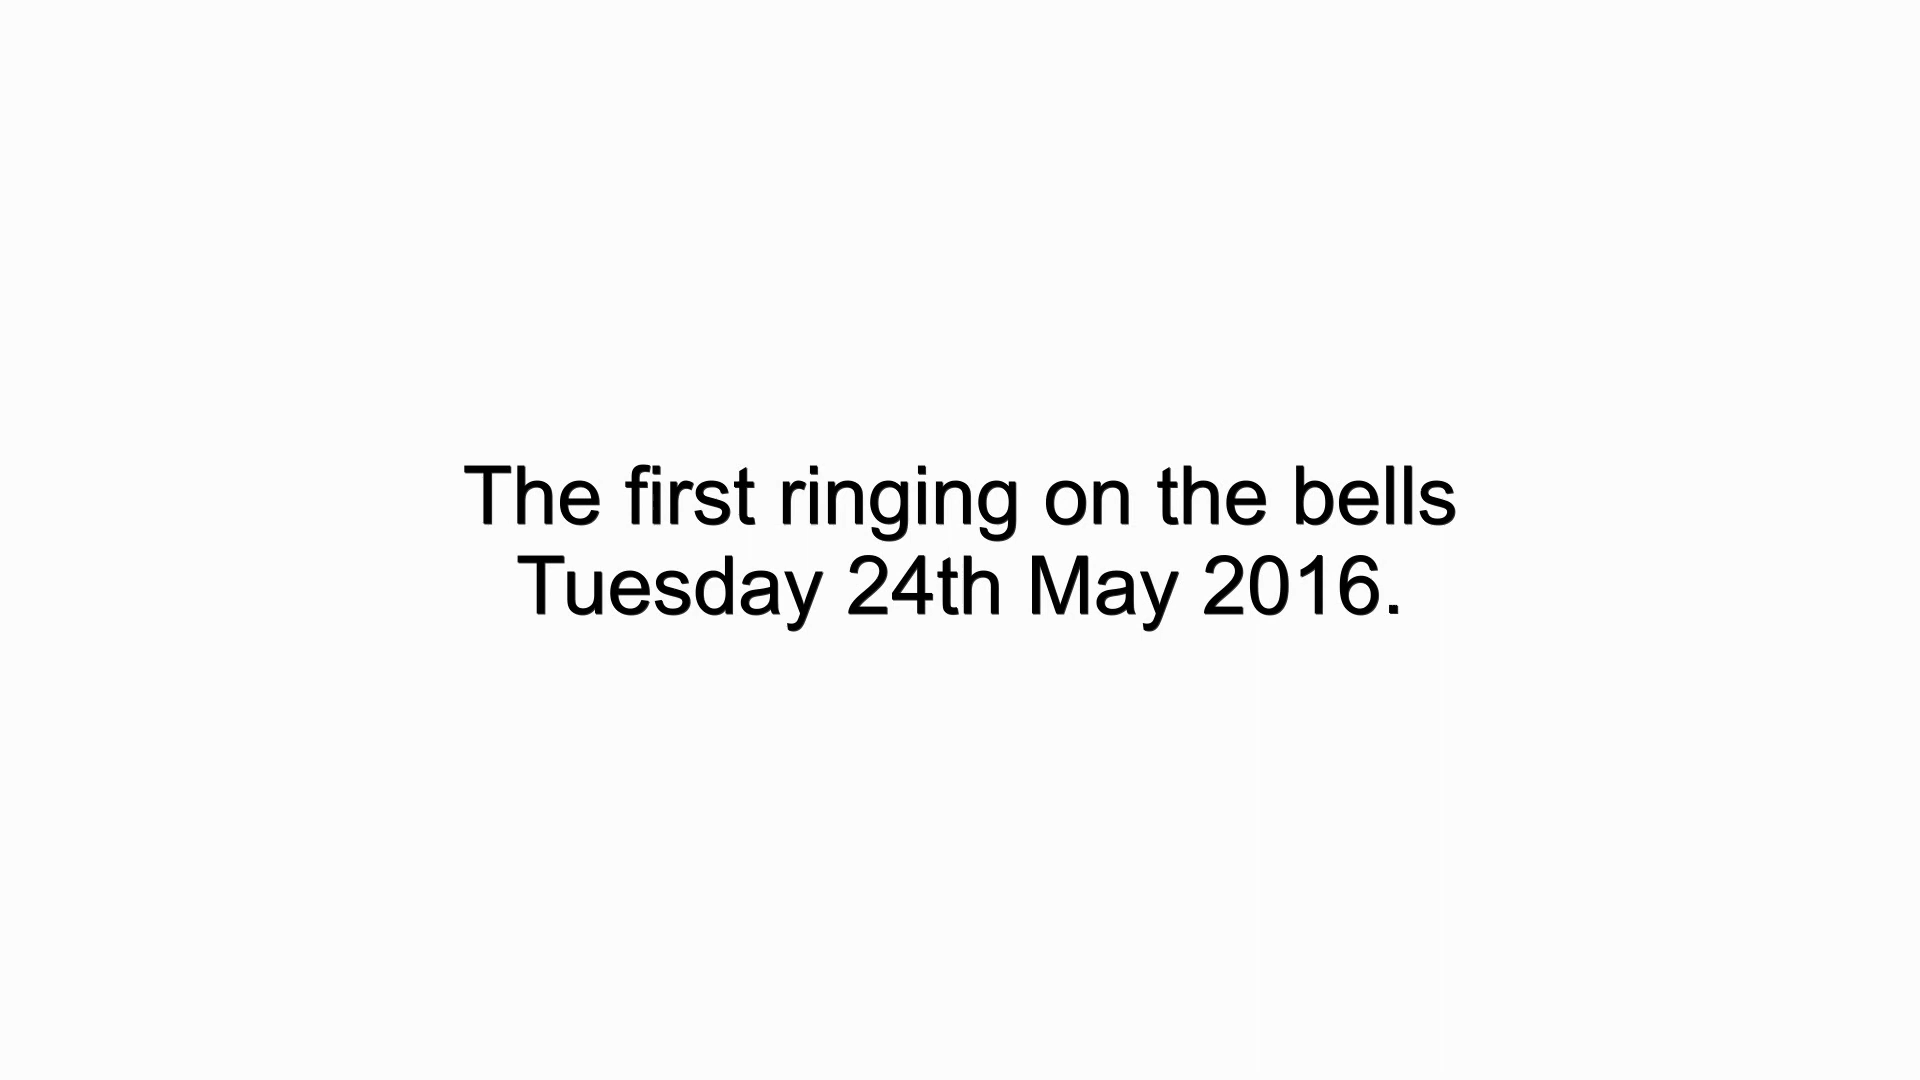 The first ringing on the bells
Tuesday 24th May 2016.